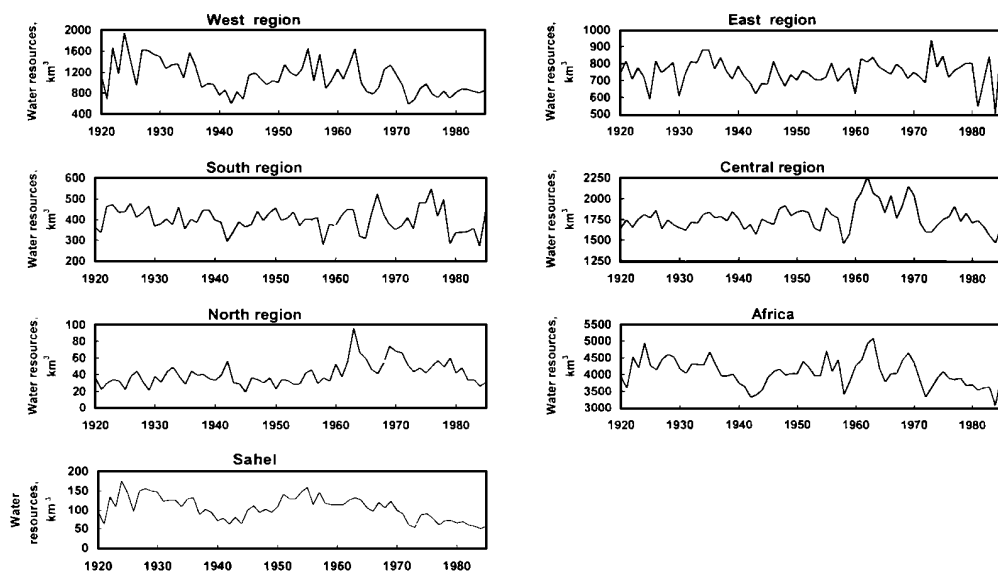 West region
Water resources, km³
2000
1600
1200
800
400
1920 1930 1940 1950 1960 1970 1980
East region
Water resources, km³
1000
900
800
700
600
500
1920 1930 1940 1950 1960 1970 1980
South region
Water resources, km³
600
500
400
300
200
1920 1930 1940 1950 1960 1970 1980
Central region
Water resources, km³
2250
2000
1750
1500
1250
1920 1930 1940 1950 1960 1970 1980
North region
Water resources, km³
100
80
60
40
20
0
1920 1930 1940 1950 1960 1970 1980
Africa
Water resources, km³
5500
5000
4500
4000
3500
3000
1920 1930 1940 1950 1960 1970 1980
Sahel
Water
resources,
km³
200
150
100
50
0
1920 1930 1940 1950 1960 1970 1980